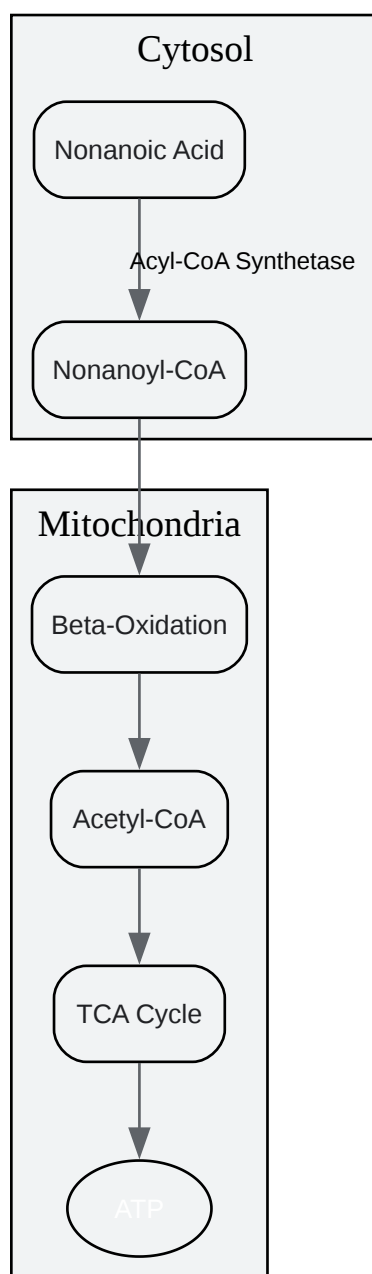 Cytosol
Nonanoic Acid
Acyl-CoA Synthetase
Nonanoyl-CoA
Mitochondria
Beta-Oxidation
Acetyl-CoA
TCA Cycle
ATP